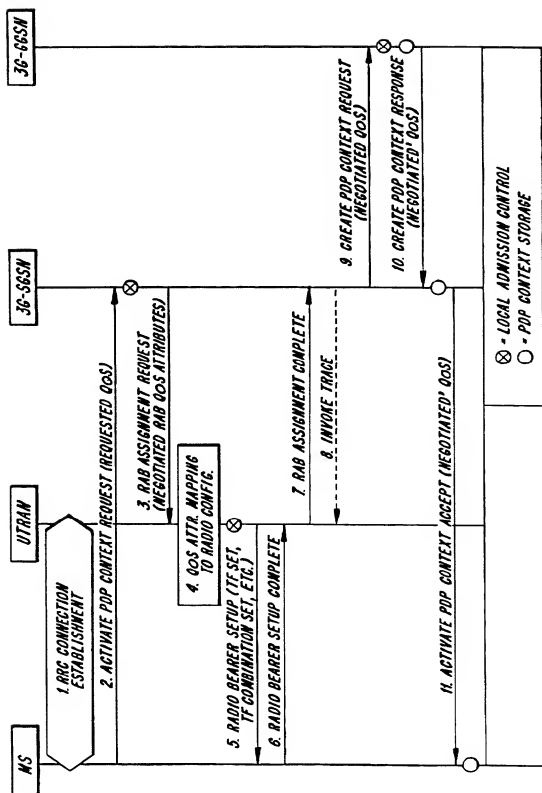 MS
UTRAN
3G-SGSN
3G-GGSN
1. RRC CONNECTION
ESTABLISHMENT
2. ACTIVATE PDP CONTEXT REQUEST (REQUESTED QoS)
3. RAB ASSIGNMENT REQUEST
(NEGOTIATED RAB QoS ATTRIBUTES)
4. QoS ATTR. MAPPING
TO RADIO CONFIG.
5. RADIO BEARER SETUP (TF SET,
TF COMBINATION SET, ETC.)
6. RADIO BEARER SETUP COMPLETE
7. RAB ASSIGNMENT COMPLETE
8. INVOKE TRACE
9. CREATE PDP CONTEXT REQUEST
(NEGOTIATED QoS)
10. CREATE PDP CONTEXT RESPONSE
(NEGOTIATED' QoS)
11. ACTIVATE PDP CONTEXT ACCEPT (NEGOTIATED' QoS)
⊗ = LOCAL ADMISSION CONTROL
○ = PDP CONTEXT STORAGE